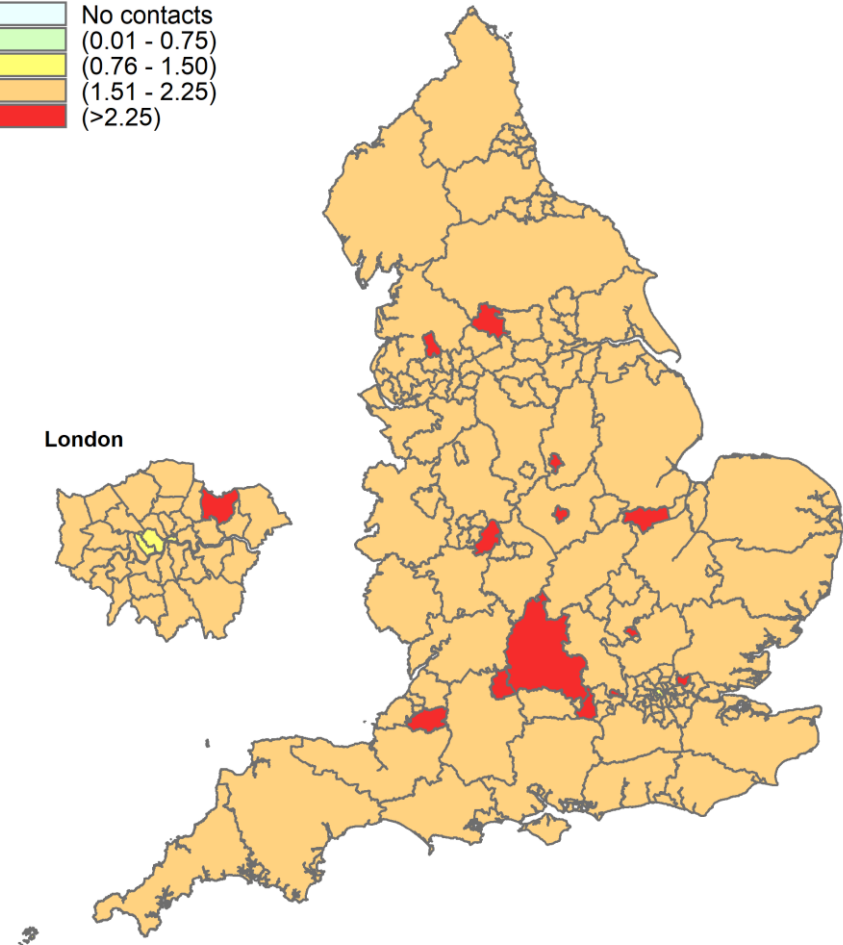 No contacts
(0.01 - 0.75)
(0.76 - 1.50)
(1.51 - 2.25)
(>2.25)
London